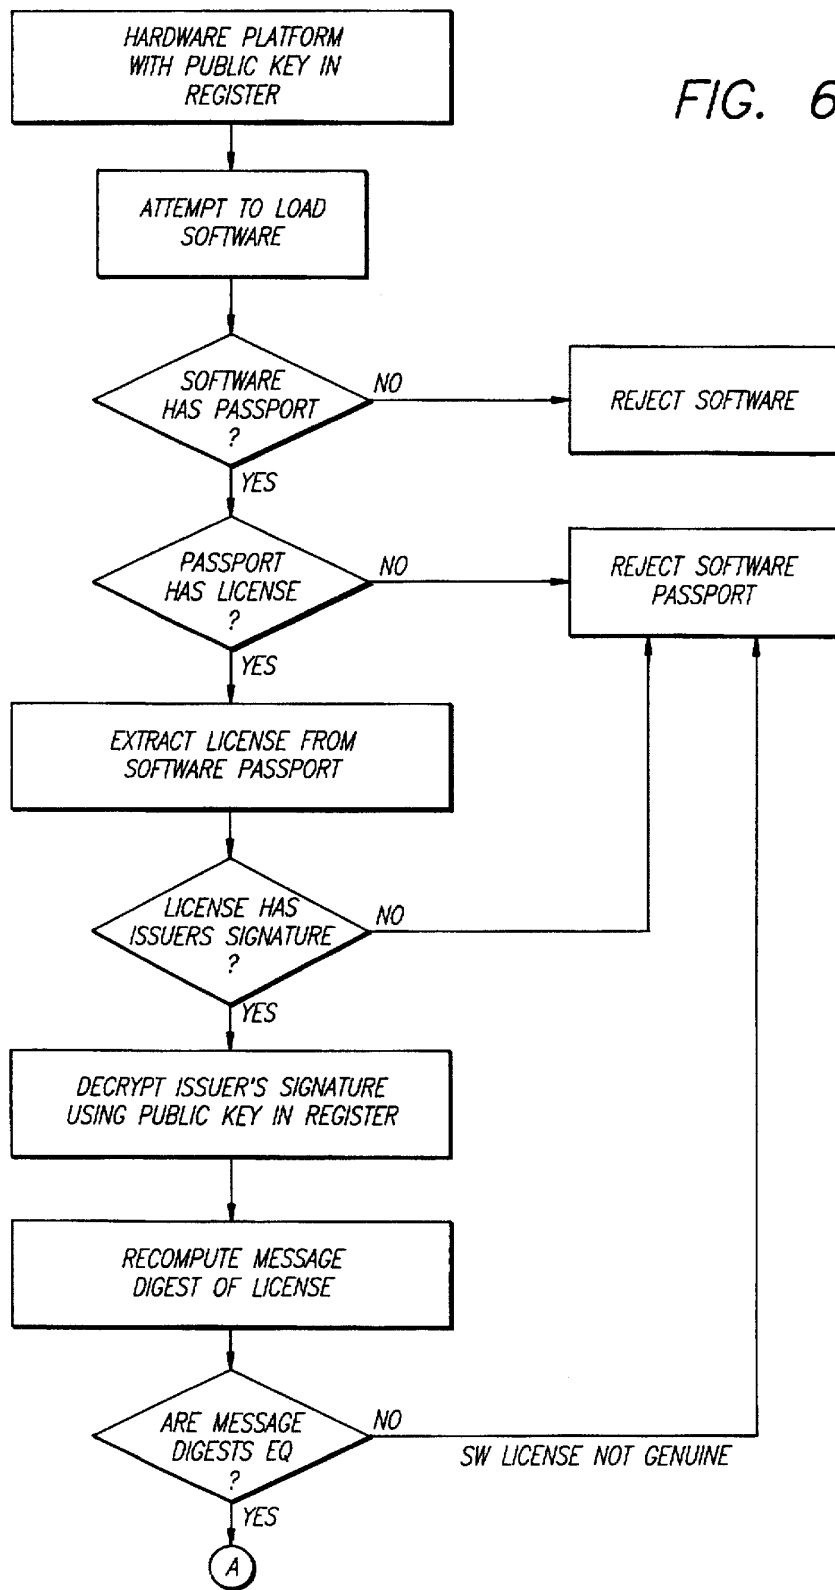 HARDWARE PLATFORM
WITH PUBLIC KEY IN
REGISTER
FIG. 6
ATTEMPT TO LOAD
SOFTWARE
SOFTWARE
HAS PASSPORT
?
NO
REJECT SOFTWARE
YES
PASSPORT
HAS LICENSE
?
NO
REJECT SOFTWARE
PASSPORT
YES
EXTRACT LICENSE FROM
SOFTWARE PASSPORT
LICENSE HAS
ISSUERS SIGNATURE
?
NO
YES
DECRYPT ISSUER'S SIGNATURE
USING PUBLIC KEY IN REGISTER
RECOMPUTE MESSAGE
DIGEST OF LICENSE
ARE MESSAGE
DIGESTS EQ
?
NO
SW LICENSE NOT GENUINE
YES
A